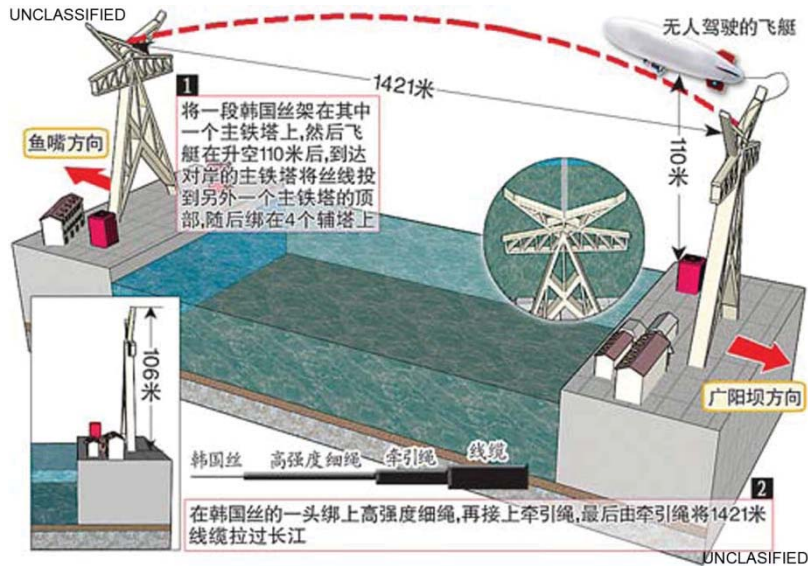 UNCLASSIFIED
无人驾驶的飞艇
1421米
1
将一段韩国丝架在其中
一个主铁塔上,然后飞
艇在升空110米后,到达
对岸的主铁塔将丝线投
到另外一个主铁塔的顶
部,随后绑在4个辅塔上
鱼嘴方向
110米
106米
广阳坝方向
韩国丝
高强度细绳
牵引绳
线缆
2
在韩国丝的一头绑上高强度细绳,再接上牵引绳,最后由牵引绳将1421米
线缆拉过长江
UNCLASSIFIED